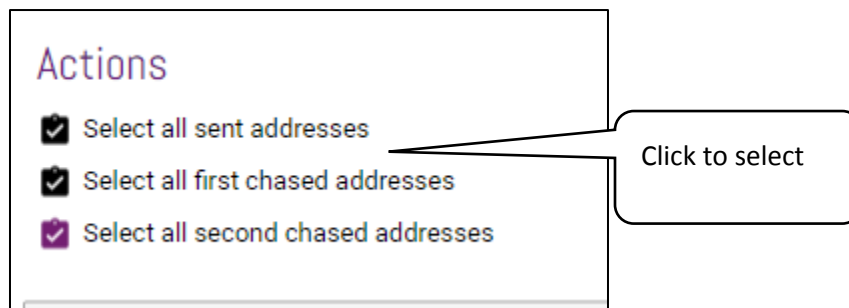 Actions
Select all sent addresses
Select all first chased addresses
Select all second chased addresses
Click to select